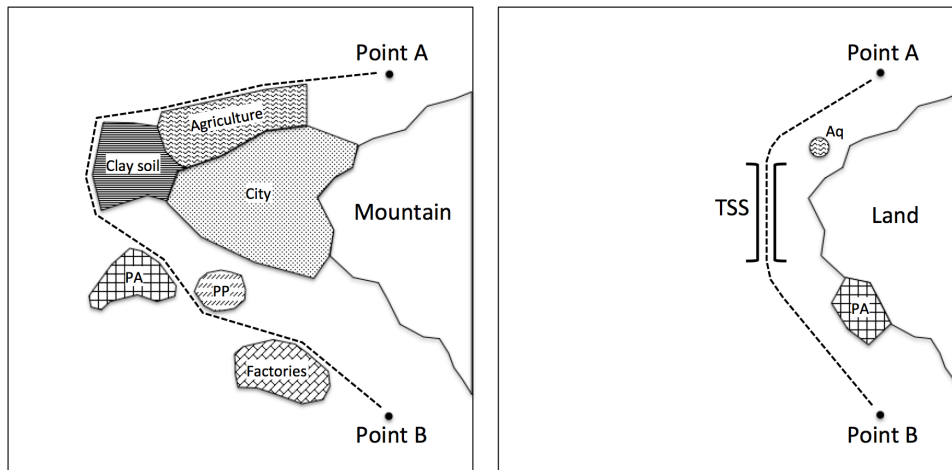 Point A
Agriculture
Clay soil
City
Mountain
PA
PP
Factories
Point B
Point A
Aq
TSS
Land
PA
Point B